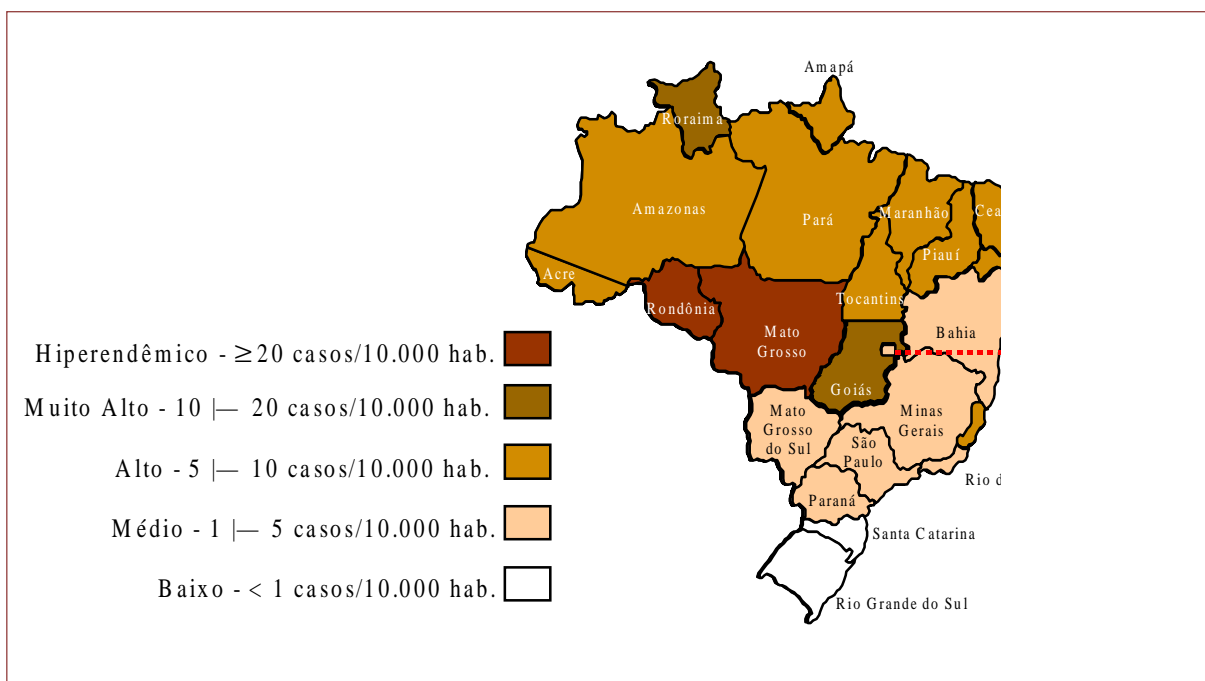 Amapá
Roraima
Amazonas
Pará
Maranhão
Cea
Piauí
Acre
Tocantins
Rondônia
Mato
Grosso
Bahia
Goiás
Mato
Grosso
do Sul
Minas
Gerais
São
Paulo
Rio d
Paraná
Santa Catarina
Rio Grande do Sul
Hiperendêmico - ≥20 casos/10.000 hab.
Muito Alto - 10 |— 20 casos/10.000 hab.
Alto - 5 |— 10 casos/10.000 hab.
Médio - 1 |— 5 casos/10.000 hab.
Baixo - < 1 casos/10.000 hab.